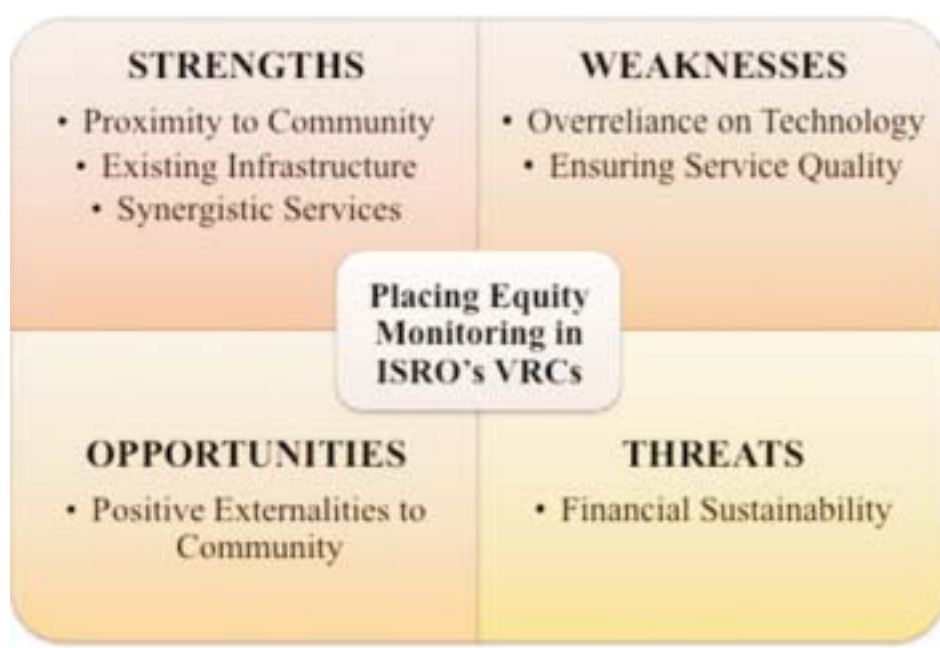 STRENGTHS
• Proximity to Community
• Existing Infrastructure
• Synergistic Services
WEAKNESSES
• Overreliance on Technology
• Ensuring Service Quality
Placing Equity
Monitoring in
ISRO's VRCs
OPPORTUNITIES
• Positive Externalities to
Community
THREATS
• Financial Sustainability